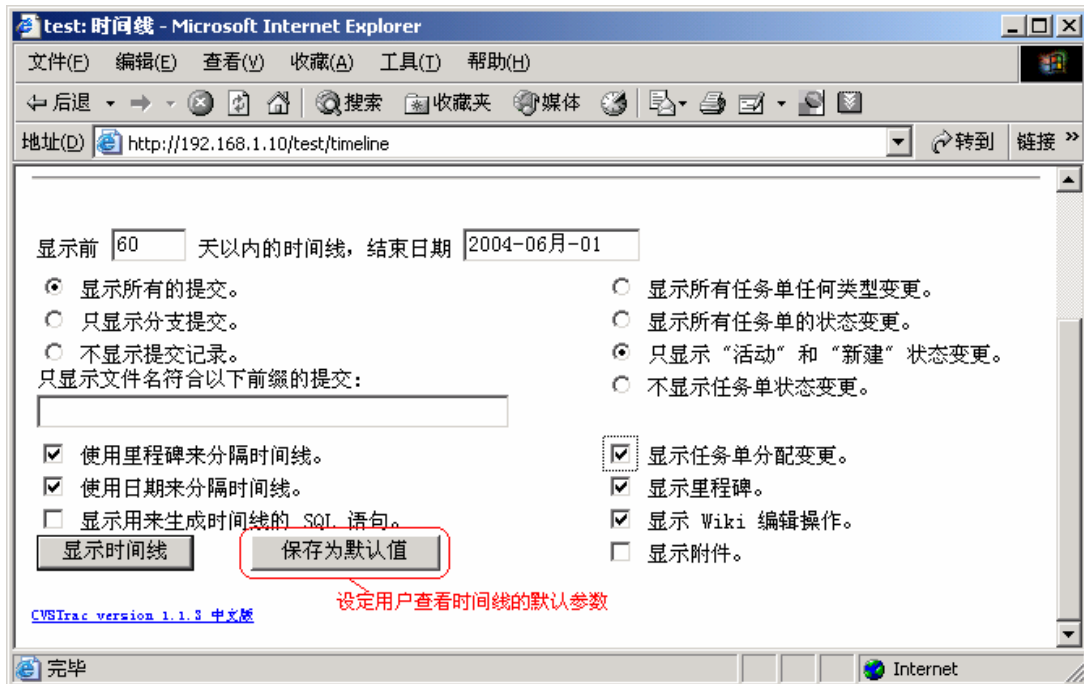 test: 时间线 - Microsoft Internet Explorer
文件(F) 编辑(E) 查看(V) 收藏(A) 工具(T) 帮助(H)
后退 搜索 收藏夹 媒体
地址(D) http://192.168.1.10/test/timeline 转到 链接 »
显示前 60 天以内的时间线，结束日期 2004-06月-01
显示所有的提交。 显示所有任务单任何类型变更。
只显示分支提交。 显示所有任务单的状态变更。
不显示提交记录。 只显示“活动”和“新建”状态变更。
只显示文件名符合以下前缀的提交: 不显示任务单状态变更。
使用里程碑来分隔时间线。 显示任务单分配变更。
使用日期来分隔时间线。 显示里程碑。
显示用来生成时间线的 SQL 语句。 显示 Wiki 编辑操作。
显示时间线 保存为默认值 显示附件。
设定用户查看时间线的默认参数
CVSTrac version 1.1.3 中文版
完毕 Internet